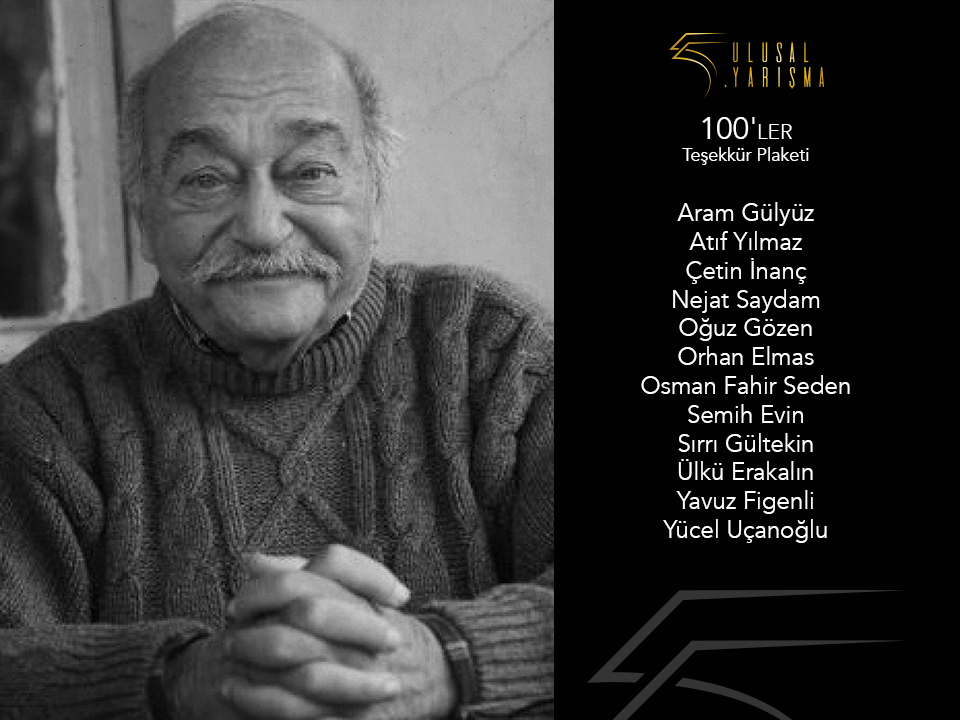 5 ULUSAL
.YARIŞMA
100'LER
Teşekkür Plaketi
Aram Gülyüz
Atıf Yılmaz
Çetin İnanç
Nejat Saydam
Oğuz Gözen
Orhan Elmas
Osman Fahir Seden
Semih Evin
Sırrı Gültekin
Ülkü Erakalın
Yavuz Figenli
Yücel Uçanoğlu